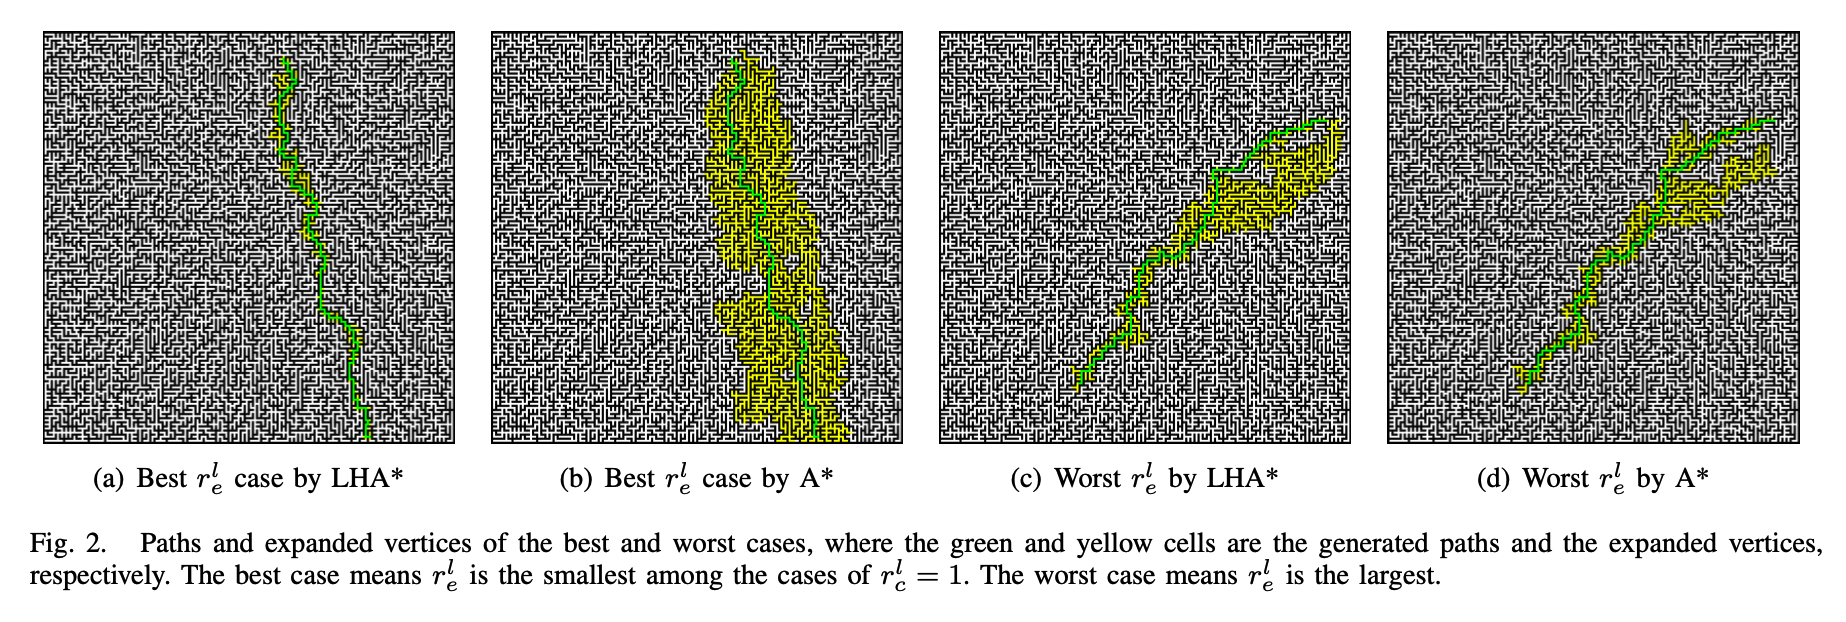 (a) Best r_e^l case by LHA*
(b) Best r_e^l case by A*
(c) Worst r_e^l by LHA*
(d) Worst r_e^l by A*
Fig. 2. Paths and expanded vertices of the best and worst cases, where the green and yellow cells are the generated paths and the expanded vertices,
respectively. The best case means r_e^l is the smallest among the cases of r_c^l = 1. The worst case means r_e^l is the largest.